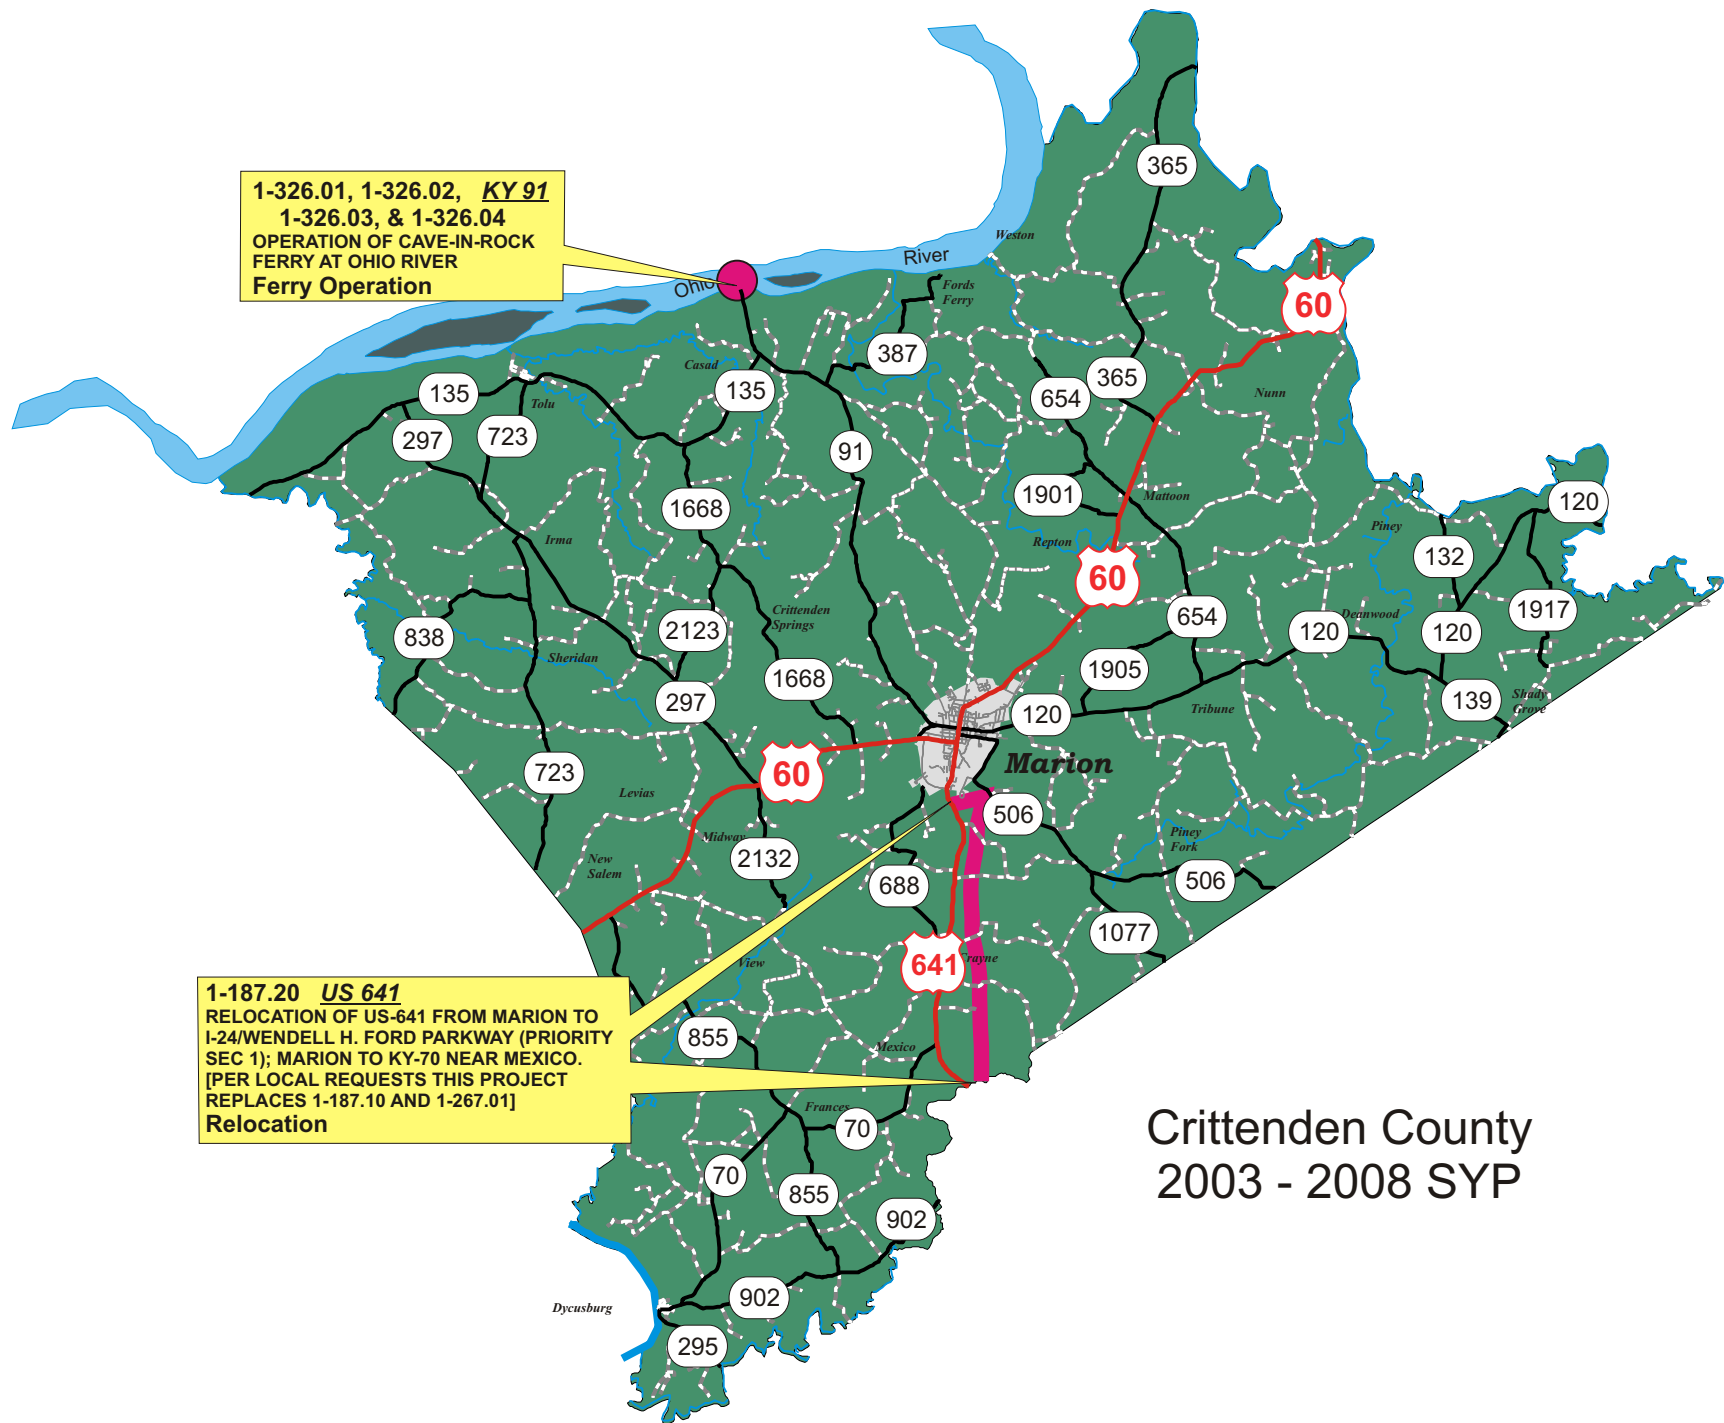 365
1-326.01, 1-326.02, KY 91
1-326.03, & 1-326.04
OPERATION OF CAVE-IN-ROCK
FERRY AT OHIO RIVER
Ferry Operation
Weston
River
Ohio
Fords
Ferry
60
387
Casad
135
365
654
Nunn
135
Tolu
297
723
91
1901
Mattoon
120
1668
Piney
Irma
Repton
132
60
Crittenden
Springs
1917
Deanwood
838
2123
654
120
120
Sheridan
1905
1668
297
120
139
Shady
Grove
Tribune
Marion
723
60
Levias
506
Midway
2132
Piney
Fork
New
Salem
688
506
1077
641
Crayne
View
1-187.20 US 641
RELOCATION OF US-641 FROM MARION TO
I-24/WENDELL H. FORD PARKWAY (PRIORITY
SEC 1); MARION TO KY-70 NEAR MEXICO.
[PER LOCAL REQUESTS THIS PROJECT
REPLACES 1-187.10 AND 1-267.01]
Relocation
855
Mexico
Frances
70
Crittenden County
2003 - 2008 SYP
70
855
902
902
Dycusburg
295